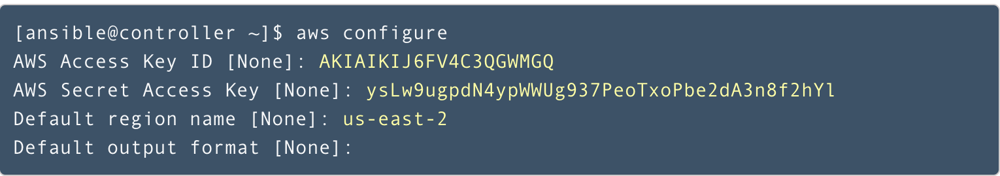 [ansible@controller ~]$ aws configure
AWS Access Key ID [None]: AKIAIKIJ6FV4C3QGWMGQ
AWS Secret Access Key [None]: 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
Default region name [None]: us-east-2
Default output format [None]: